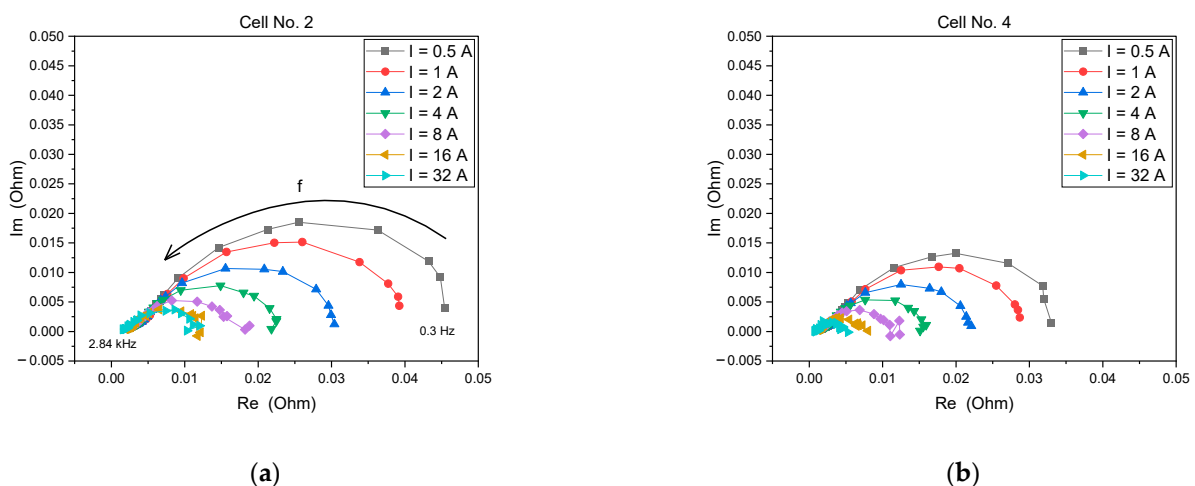 Cell No. 2
0.050
0.045
0.040
0.035
0.030
0.025
0.020
0.015
0.010
0.005
0.000
−0.005
Im (Ohm)
I = 0.5 A
I = 1 A
I = 2 A
I = 4 A
I = 8 A
I = 16 A
I = 32 A
f
2.84 kHz
0.3 Hz
0.00 0.01 0.02 0.03 0.04 0.05
Re (Ohm)
(a)
Cell No. 4
0.050
0.045
0.040
0.035
0.030
0.025
0.020
0.015
0.010
0.005
0.000
−0.005
Im (Ohm)
I = 0.5 A
I = 1 A
I = 2 A
I = 4 A
I = 8 A
I = 16 A
I = 32 A
0.00 0.01 0.02 0.03 0.04 0.05
Re (Ohm)
(b)